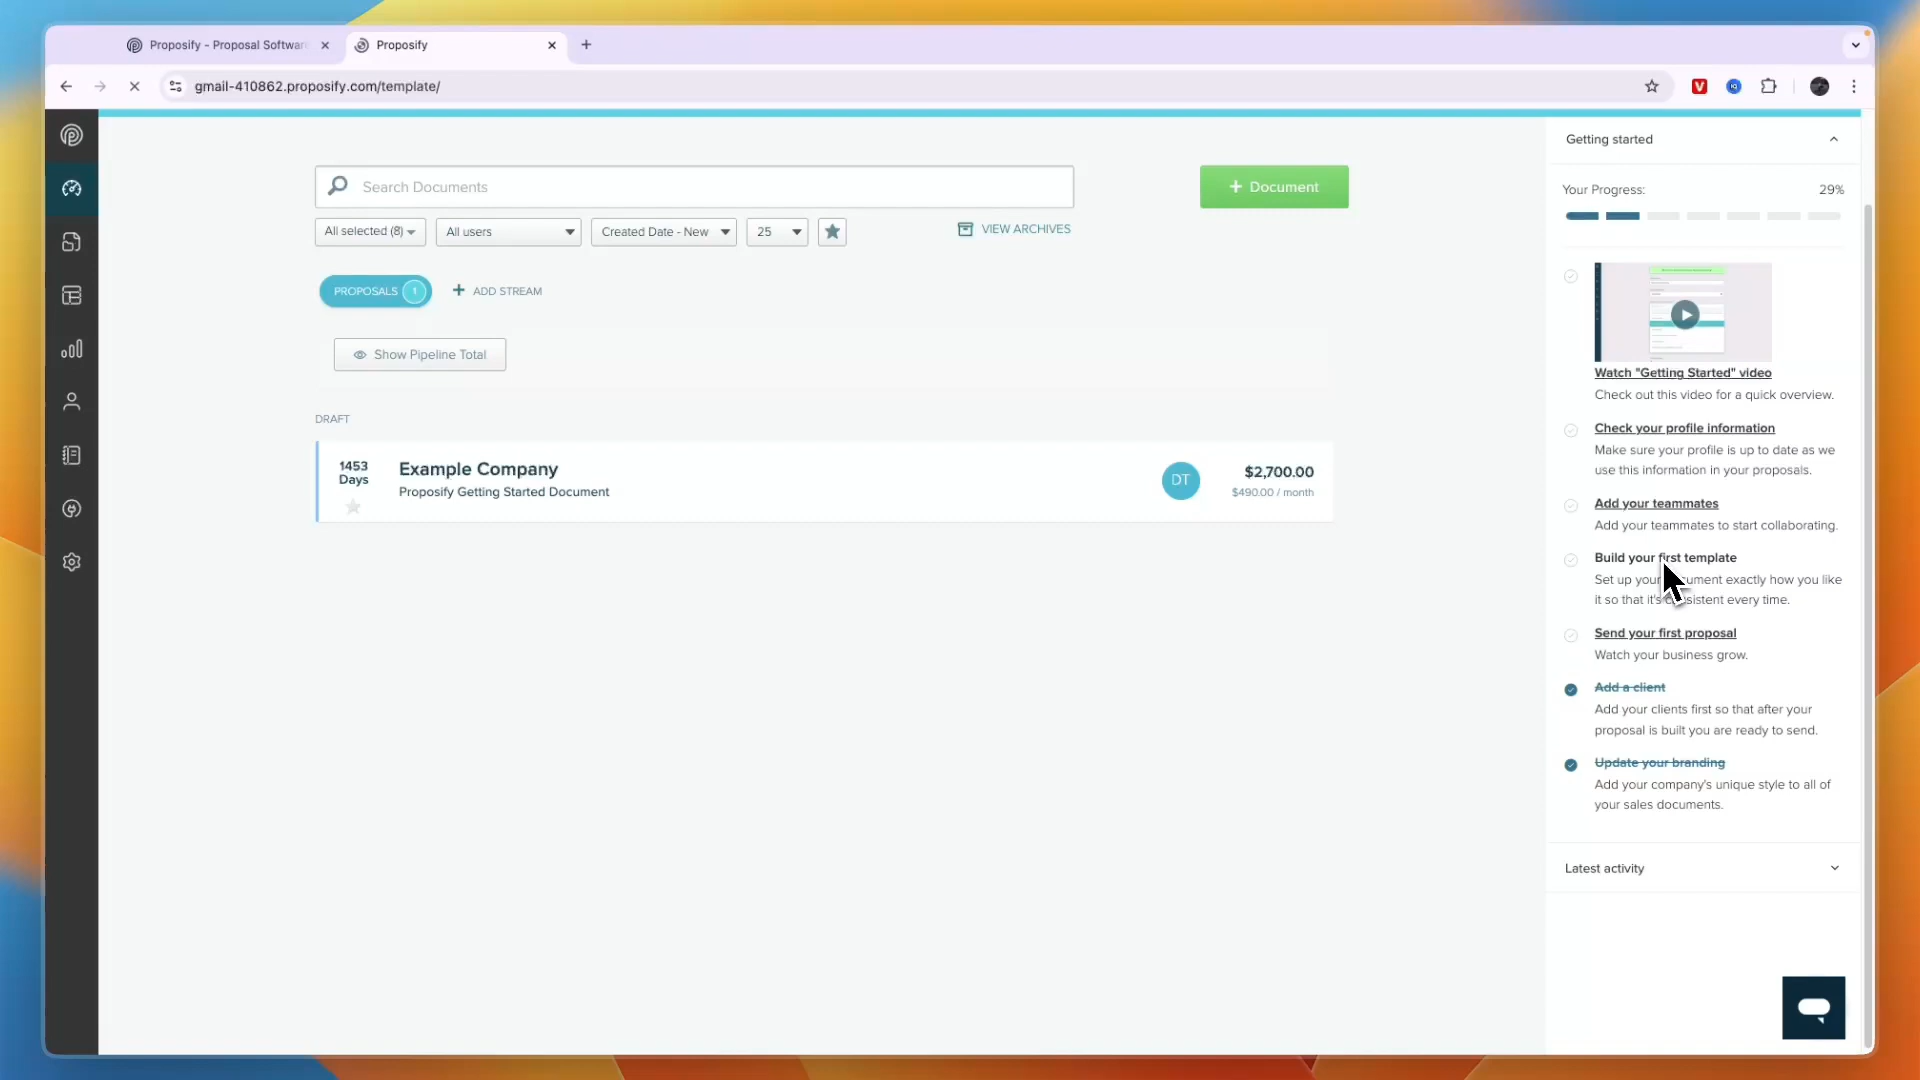 Proposify - Proposal Softwar
Proposify
gmail-410862.proposify.com/template/
Search Documents
+ Document
All selected (8)
All users
Created Date - New
25
VIEW ARCHIVES
PROPOSALS 1
+ ADD STREAM
Show Pipeline Total
DRAFT
1453
Days
Example Company
Proposify Getting Started Document
DT
$2,700.00
$490.00 / month
Getting started
Your Progress: 29%
Watch "Getting Started" video
Check out this video for a quick overview.
Check your profile information
Make sure your profile is up to date as we
use this information in your proposals.
Add your teammates
Add your teammates to start collaborating.
Build your first template
Set up your document exactly how you like
it so that it's consistent every time.
Send your first proposal
Watch your business grow.
Add a client
Add your clients first so that after your
proposal is built you are ready to send.
Update your branding
Add your company's unique style to all of
your sales documents.
Latest activity